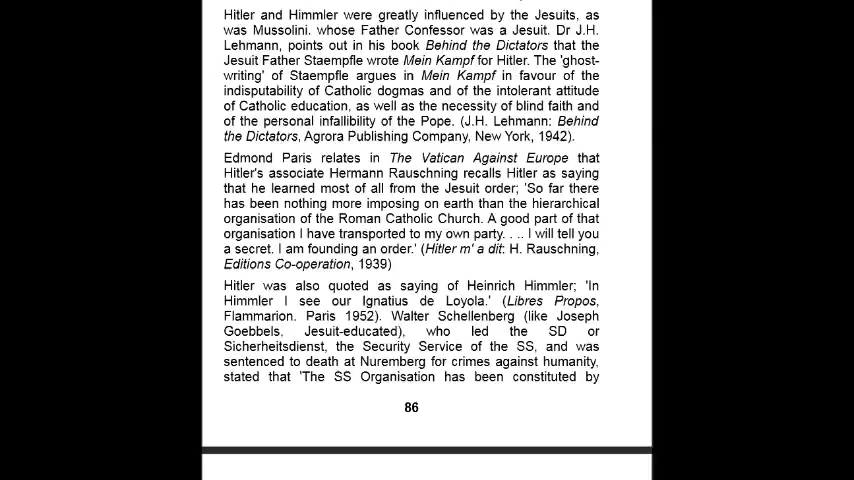 Hitler and Himmler were greatly influenced by the Jesuits, as
was Mussolini. whose Father Confessor was a Jesuit. Dr J.H.
Lehmann, points out in his book Behind the Dictators that the
Jesuit Father Staempfle wrote Mein Kampf for Hitler. The 'ghost-
writing' of Staempfle argues in Mein Kampf in favour of the
indisputability of Catholic dogmas and of the intolerant attitude
of Catholic education, as well as the necessity of blind faith and
of the personal infallibility of the Pope. (J.H. Lehmann: Behind
the Dictators, Agrora Publishing Company, New York, 1942).
Edmond Paris relates in The Vatican Against Europe that
Hitler's associate Hermann Rauschning recalls Hitler as saying
that he learned most of all from the Jesuit order; 'So far there
has been nothing more imposing on earth than the hierarchical
organisation of the Roman Catholic Church. A good part of that
organisation I have transported to my own party. . .. I will tell you
a secret. I am founding an order.' (Hitler m' a dit: H. Rauschning,
Editions Co-operation, 1939)
Hitler was also quoted as saying of Heinrich Himmler; 'In
Himmler I see our Ignatius de Loyola.' (Libres Propos,
Flammarion. Paris 1952). Walter Schellenberg (like Joseph
Goebbels, Jesuit-educated), who led the SD or
Sicherheitsdienst, the Security Service of the SS, and was
sentenced to death at Nuremberg for crimes against humanity,
stated that 'The SS Organisation has been constituted by
86